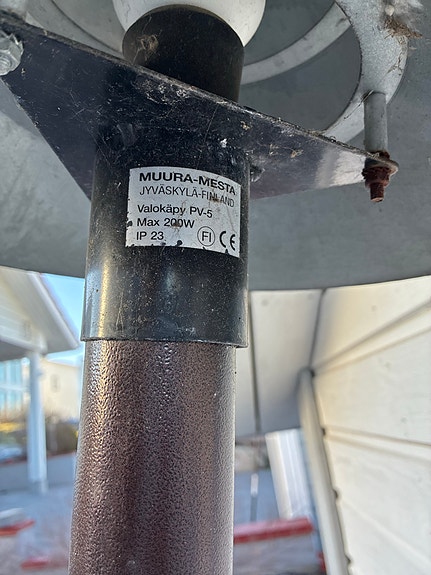 MUURA-MESTA
JYVÄSKYLÄ-FINLAND
Valokäpy PV-5
Max 200W
IP 23 FI CE